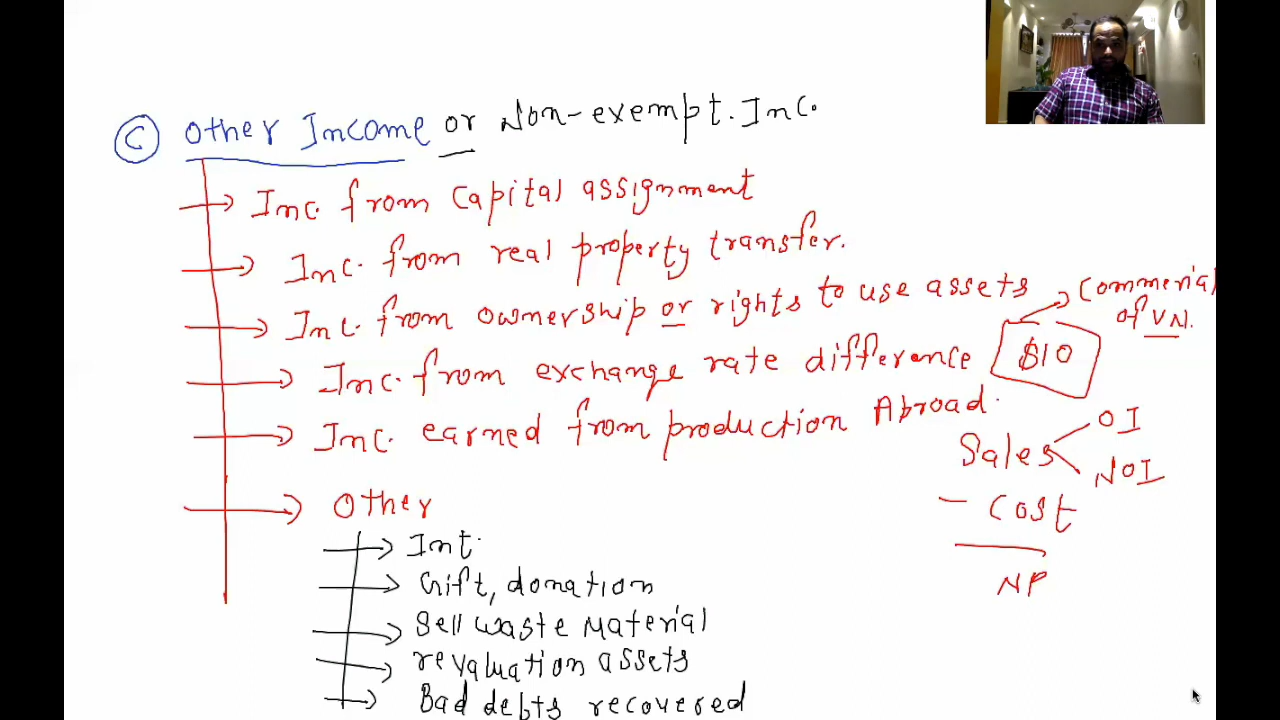 C Other Income or Non-exempt. Inc.
Inc. from Capital assignment
Inc. from real property transfer.
Inc. from ownership or rights to use assets
Commerial
of VN.
Inc. from exchange rate difference
$10
Inc. earned from production Abroad.
Sales
OI
NOI
- Cost
NP
Other
Int.
Gift, donation
Sell waste Material
revaluation assets
Bad debts recovered